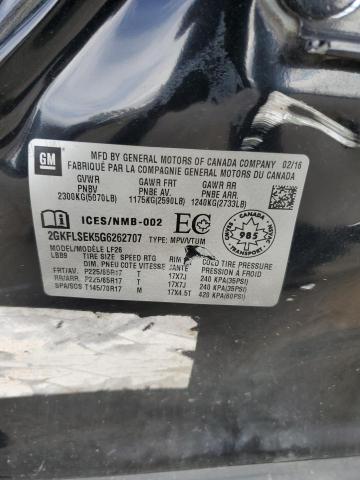 GM
MFD BY GENERAL MOTORS OF CANADA COMPANY 02/16
FABRIQUÉ PAR LA COMPAGNIE GENERAL MOTORS DU CANADA
GVWR GAWR FRT GAWR RR
PNBV PNBE AV. PNBE ARR.
2300KG(5070LB) 1175KG(2590LB) 1240KG(2733LB)
ICES/NMB-002 EC
CANADA
985
2GKFLSEK5G6262707 TYPE: MPV/VTUM
MODEL/MODÈLE LF26
LBB9 TIRE SIZE SPEED RTG RIM COLD TIRE PRESSURE
DIM. PNEU COTE VITESSE JANTE PRESSION À FROID
FRT/AV. P225/65R17 T 17X7J 240 KPA(35PSI)
RR/ARR. P225/65R17 T 17X7J 240 KPA(35PSI)
SPA/SOS T145/70R17 M 17X4.5T 420 KPA(60PSI)